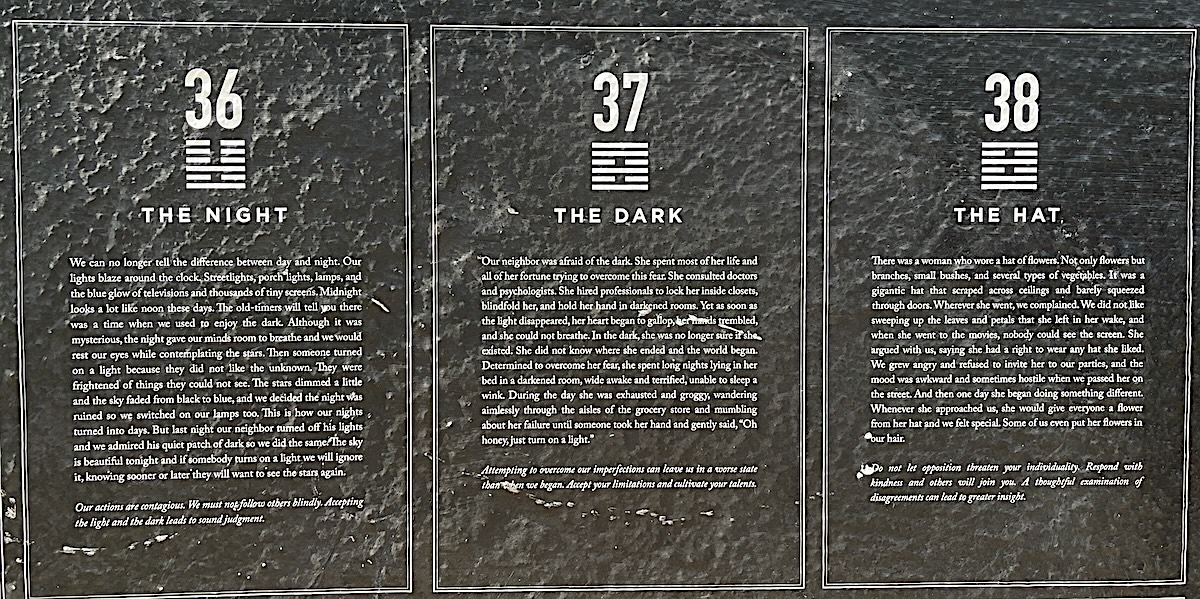 36
THE NIGHT
We can no longer tell the difference between day and night. Our
lights blaze around the clock. Streetlights, porch lights, lamps, and
the blue glow of televisions and thousands of tiny screens. Midnight
looks a lot like noon these days. The old-timers will tell you there
was a time when we used to enjoy the dark. Although it was
mysterious, the night gave our minds room to breathe and we would
rest our eyes while contemplating the stars. Then someone turned
on a light because they did not like the unknown. They were
frightened of things they could not see. The stars dimmed a little
and the sky faded from black to blue, and we decided the night was
ruined so we switched on our lamps too. This is how our nights
turned into days. But last night our neighbor turned off his lights
and we admired his quiet patch of dark so we did the same. The sky
is beautiful tonight and if somebody turns on a light we will ignore
it, knowing sooner or later they will want to see the stars again.
Our actions are contagious. We must not follow others blindly. Accepting
the light and the dark leads to sound judgment.
37
THE DARK
Our neighbor was afraid of the dark. She spent most of her life and
all of her fortune trying to overcome this fear. She consulted doctors
and psychologists. She hired professionals to lock her inside closets,
blindfold her, and hold her hand in darkened rooms. Yet as soon as
the light disappeared, her heart began to gallop, her hands trembled,
and she could not breathe. In the dark, she was no longer sure if she
existed. She did not know where she ended and the world began.
Determined to overcome her fear, she spent long nights lying in her
bed in a darkened room, wide awake and terrified, unable to sleep a
wink. During the day she was exhausted and groggy, wandering
aimlessly through the aisles of the grocery store and mumbling
about her failure until someone took her hand and gently said, "Oh
honey, just turn on a light."
Attempting to overcome our imperfections can leave us in a worse state
than when we began. Accept your limitations and cultivate your talents.
38
THE HAT
There was a woman who wore a hat of flowers. Not only flowers but
branches, small bushes, and several types of vegetables. It was a
gigantic hat that scraped across ceilings and barely squeezed
through doors. Wherever she went, we complained. We did not like
sweeping up the leaves and petals that she left in her wake, and
when she went to the movies, nobody could see the screen. She
argued with us, saying she had a right to wear any hat she liked.
We grew angry and refused to invite her to our parties, and the
mood was awkward and sometimes hostile when we passed her on
the street. And then one day she began doing something different.
Whenever she approached us, she would give everyone a flower
from her hat and we felt special. Some of us even put her flowers in
our hair.
Do not let opposition threaten your individuality. Respond with
kindness and others will join you. A thoughtful examination of
disagreements can lead to greater insight.